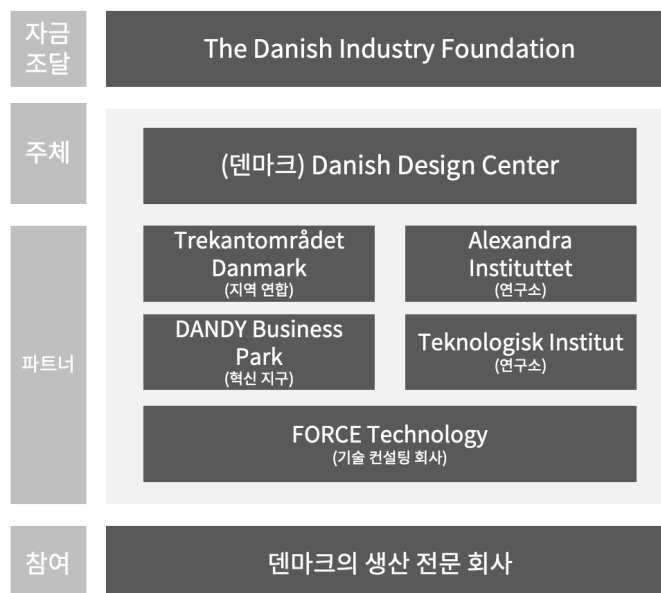 자금
조달
The Danish Industry Foundation
주체
(덴마크) Danish Design Center
파트너
Trekantområdet
Danmark
(지역 연합)
Alexandra
Instituttet
(연구소)
DANDY Business
Park
(혁신 지구)
Teknologisk Institut
(연구소)
FORCE Technology
(기술 컨설팅 회사)
참여
덴마크의 생산 전문 회사